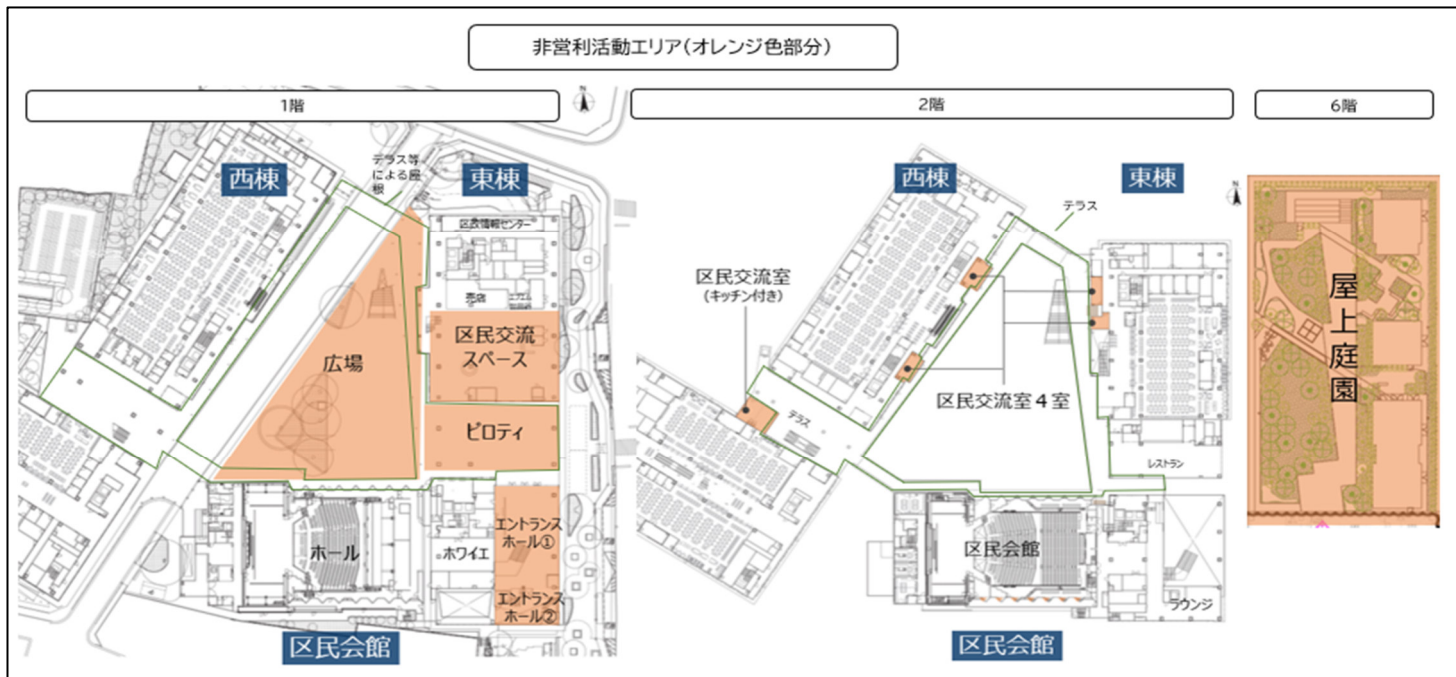 非営利活動エリア(オレンジ色部分)
1階
N
テラス等
による屋
根
西棟
東棟
区政情報センター
売店
区民交流
スペース
広場
ピロティ
エントランス
ホール①
ホール
ホワイエ
エントランス
ホール②
区民会館
2階
N
西棟
東棟
テラス
区民交流室
(キッチン付き)
区民交流室4室
テラス
レストラン
区民会館
ラウンジ
区民会館
6階
屋上庭園